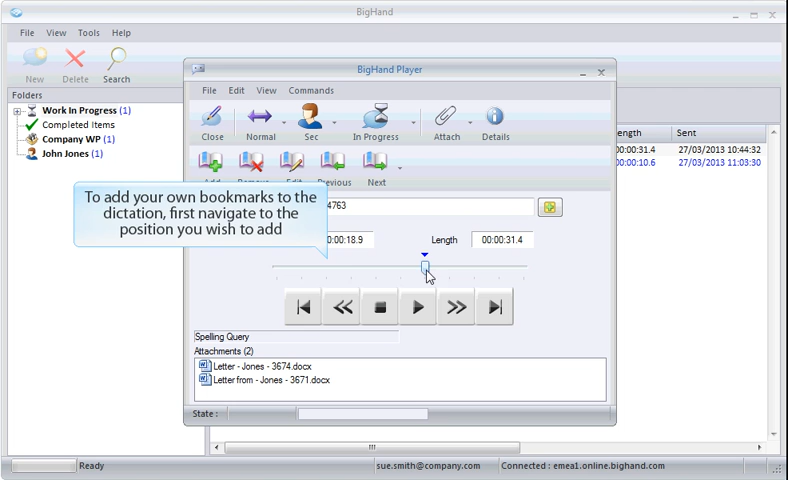 BigHand
File View Tools Help
New Delete Search
Folders
Work In Progress (1)
Completed Items
Company WP (1)
John Jones (1)
BigHand Player
File Edit View Commands
Close Normal Sec In Progress Attach Details
Previous Next
To add your own bookmarks to the
dictation, first navigate to the
position you wish to add
4763
0:00:18.9 Length 00:00:31.4
Spelling Query
Attachments (2)
Letter - Jones - 3674.docx
Letter from - Jones - 3671.docx
State :
ength Sent
00:00:31.4 27/03/2013 10:44:32
00:00:10.6 27/03/2013 11:03:30
Ready sue.smith@company.com Connected : emea1.online.bighand.com